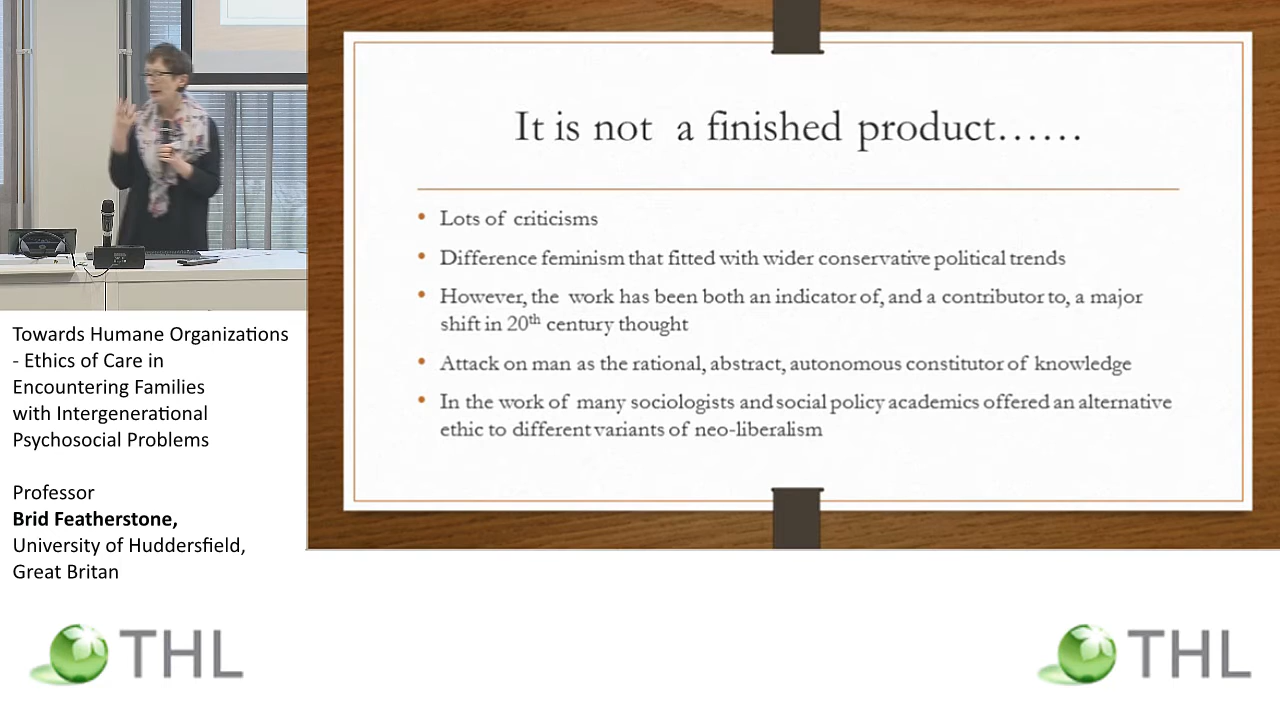 It is not a finished product......
• Lots of criticisms
• Difference feminism that fitted with wider conservative political trends
• However, the work has been both an indicator of, and a contributor to, a major
shift in 20th century thought
• Attack on man as the rational, abstract, autonomous constitutor of knowledge
• In the work of many sociologists and social policy academics offered an alternative
ethic to different variants of neo-liberalism
Towards Humane Organizations
- Ethics of Care in
Encountering Families
with Intergenerational
Psychosocial Problems
Professor
Brid Featherstone,
University of Huddersfield,
Great Britan
THL
THL